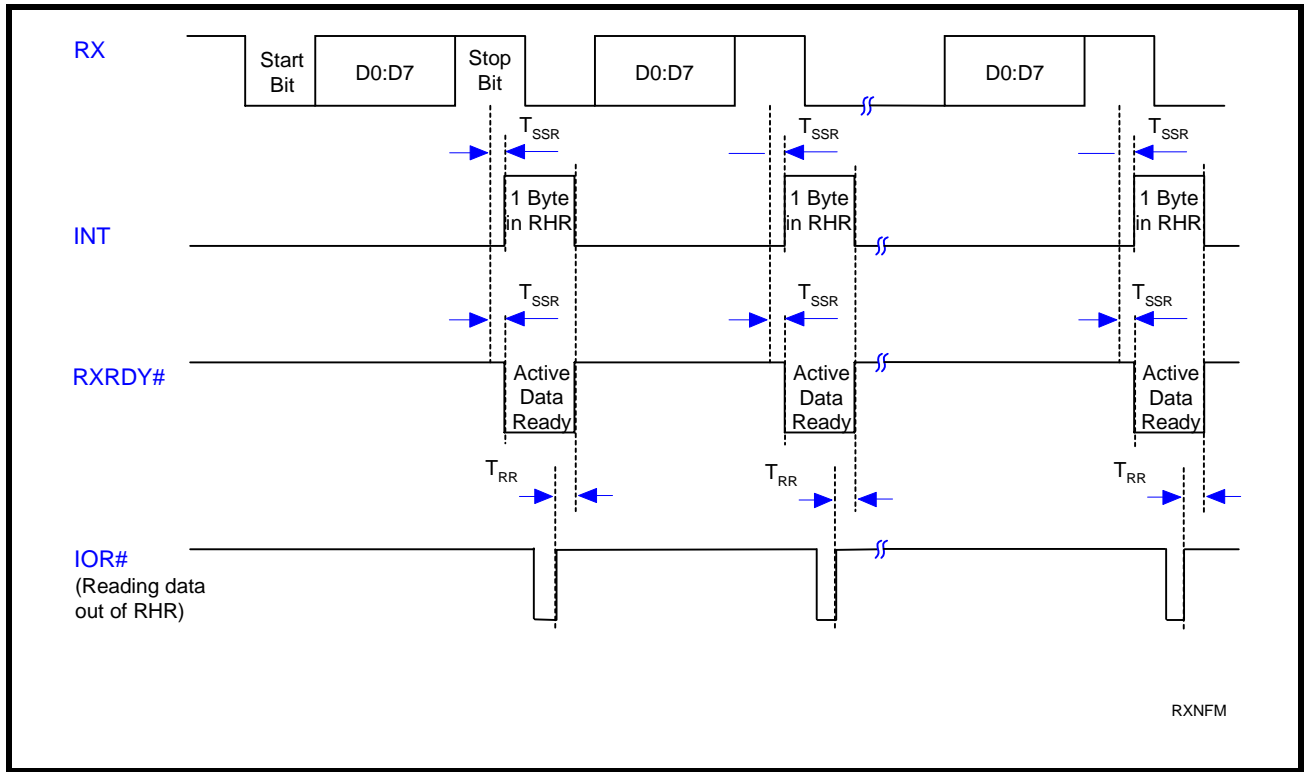 RX
Start
Bit
D0:D7
Stop
Bit
D0:D7
D0:D7
TSSR
TSSR
TSSR
1 Byte
in RHR
1 Byte
in RHR
1 Byte
in RHR
INT
TSSR
TSSR
TSSR
RXRDY#
Active
Data
Ready
Active
Data
Ready
Active
Data
Ready
TRR
TRR
TRR
IOR#
(Reading data
out of RHR)
RXNFM